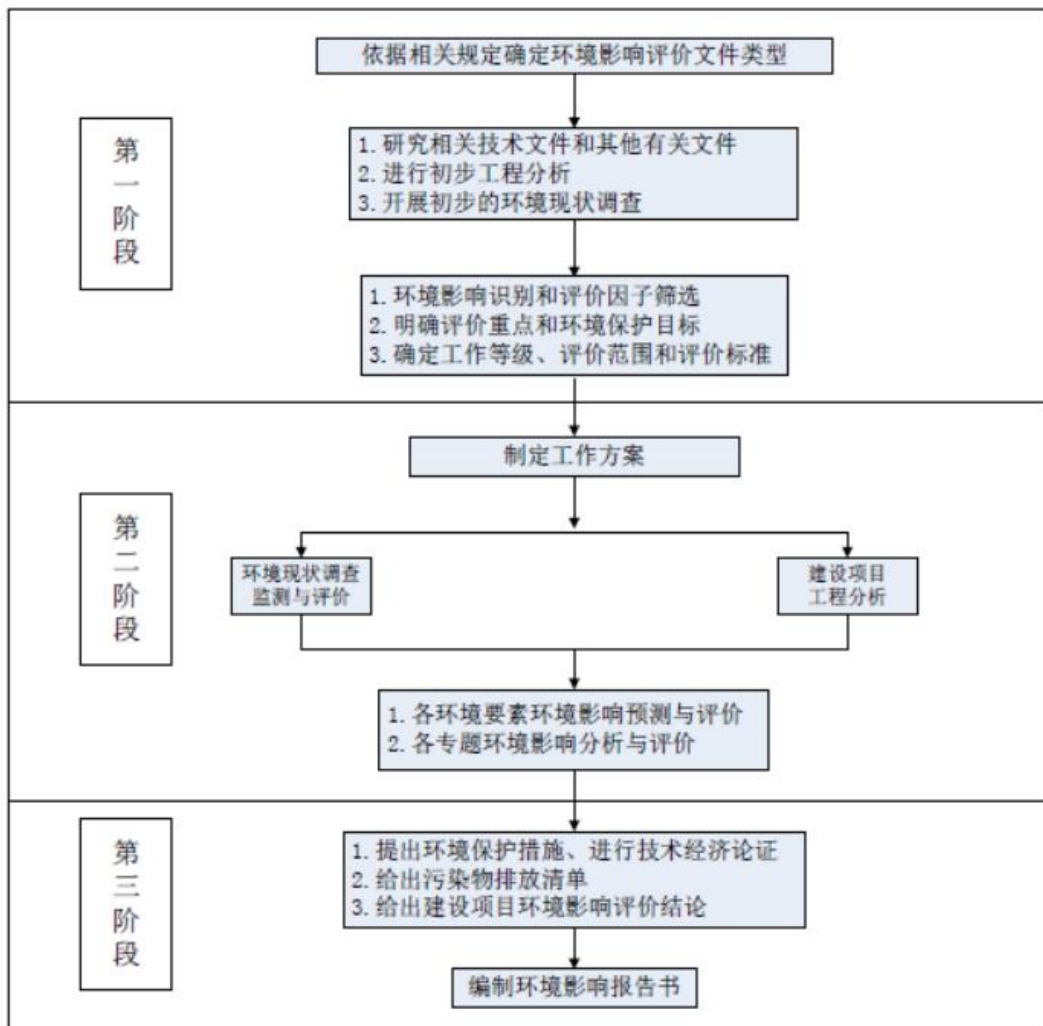 依据相关规定确定环境影响评价文件类型
第一阶段
1. 研究相关技术文件和其他有关文件
2. 进行初步工程分析
3. 开展初步的环境现状调查
1. 环境影响识别和评价因子筛选
2. 明确评价重点和环境保护目标
3. 确定工作等级、评价范围和评价标准
制定工作方案
第二阶段
环境现状调查
监测与评价
建设项目
工程分析
1. 各环境要素环境影响预测与评价
2. 各专题环境影响分析与评价
第三阶段
1. 提出环境保护措施、进行技术经济论证
2. 给出污染物排放清单
3. 给出建设项目环境影响评价结论
编制环境影响报告书